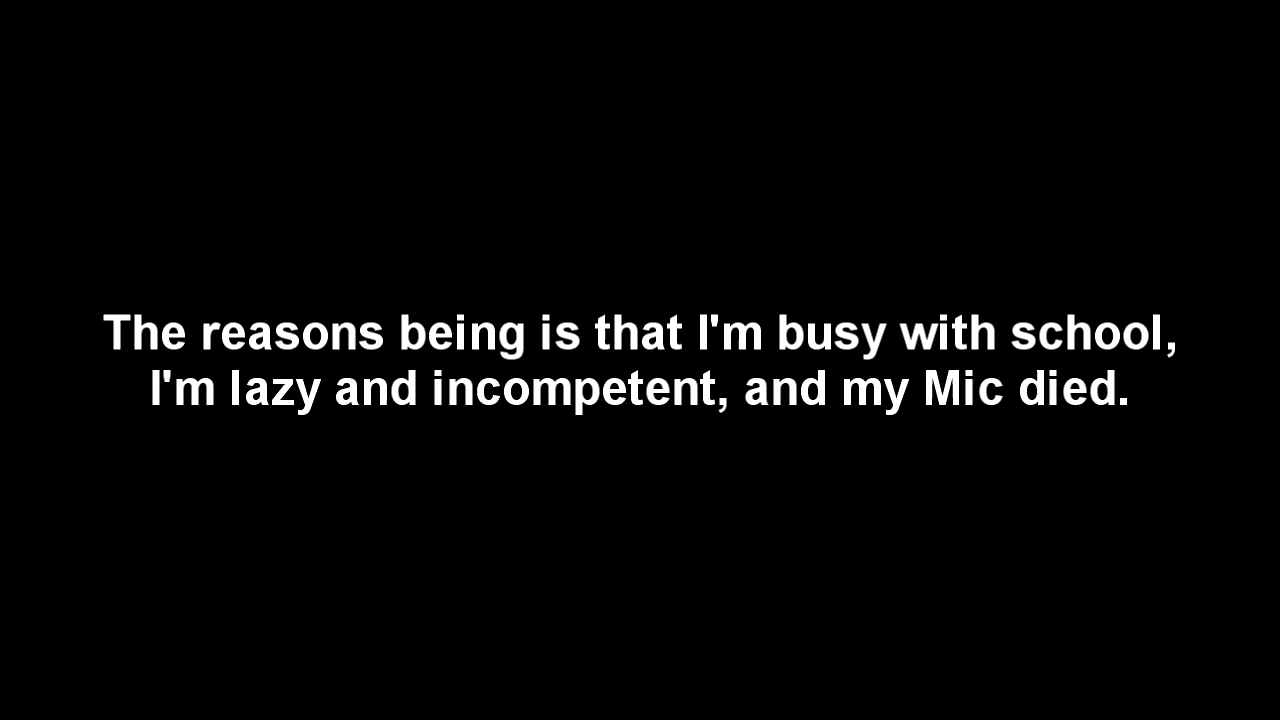 The reasons being is that I'm busy with school,
I'm lazy and incompetent, and my Mic died.